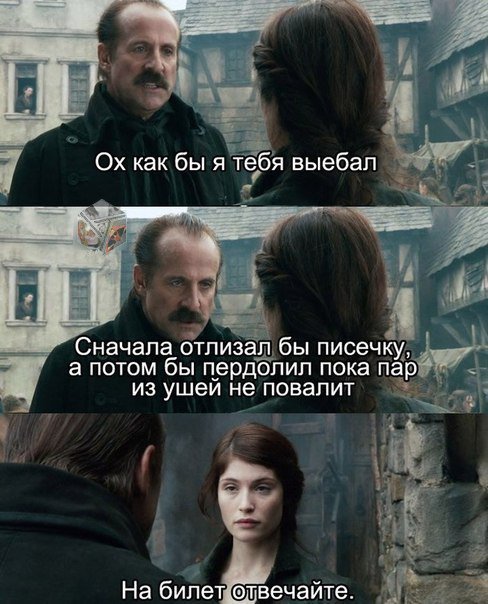 Ох как бы я тебя выебал
Сначала отлизал бы писечку,
а потом бы пердолил пока пар
из ушей не повалит
На билет отвечайте.